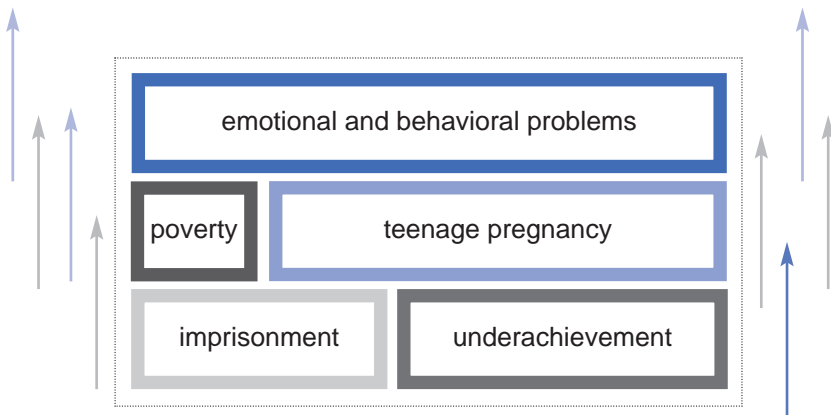 emotional and behavioral problems
poverty
teenage pregnancy
imprisonment
underachievement